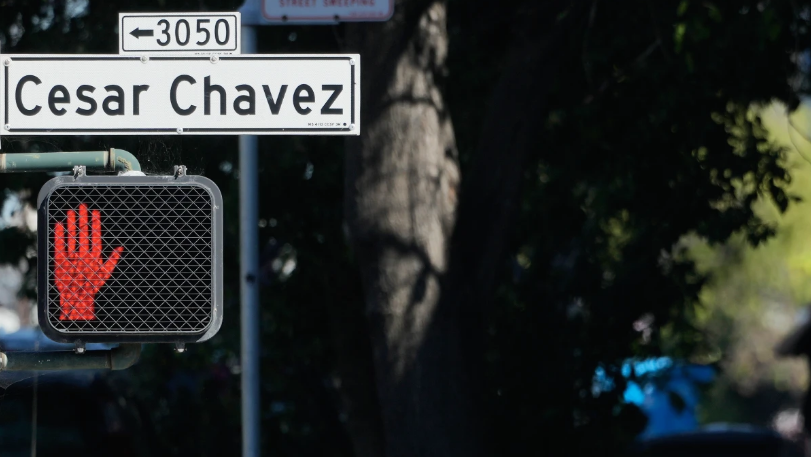 STREET SWEEPING
←3050
Cesar Chavez